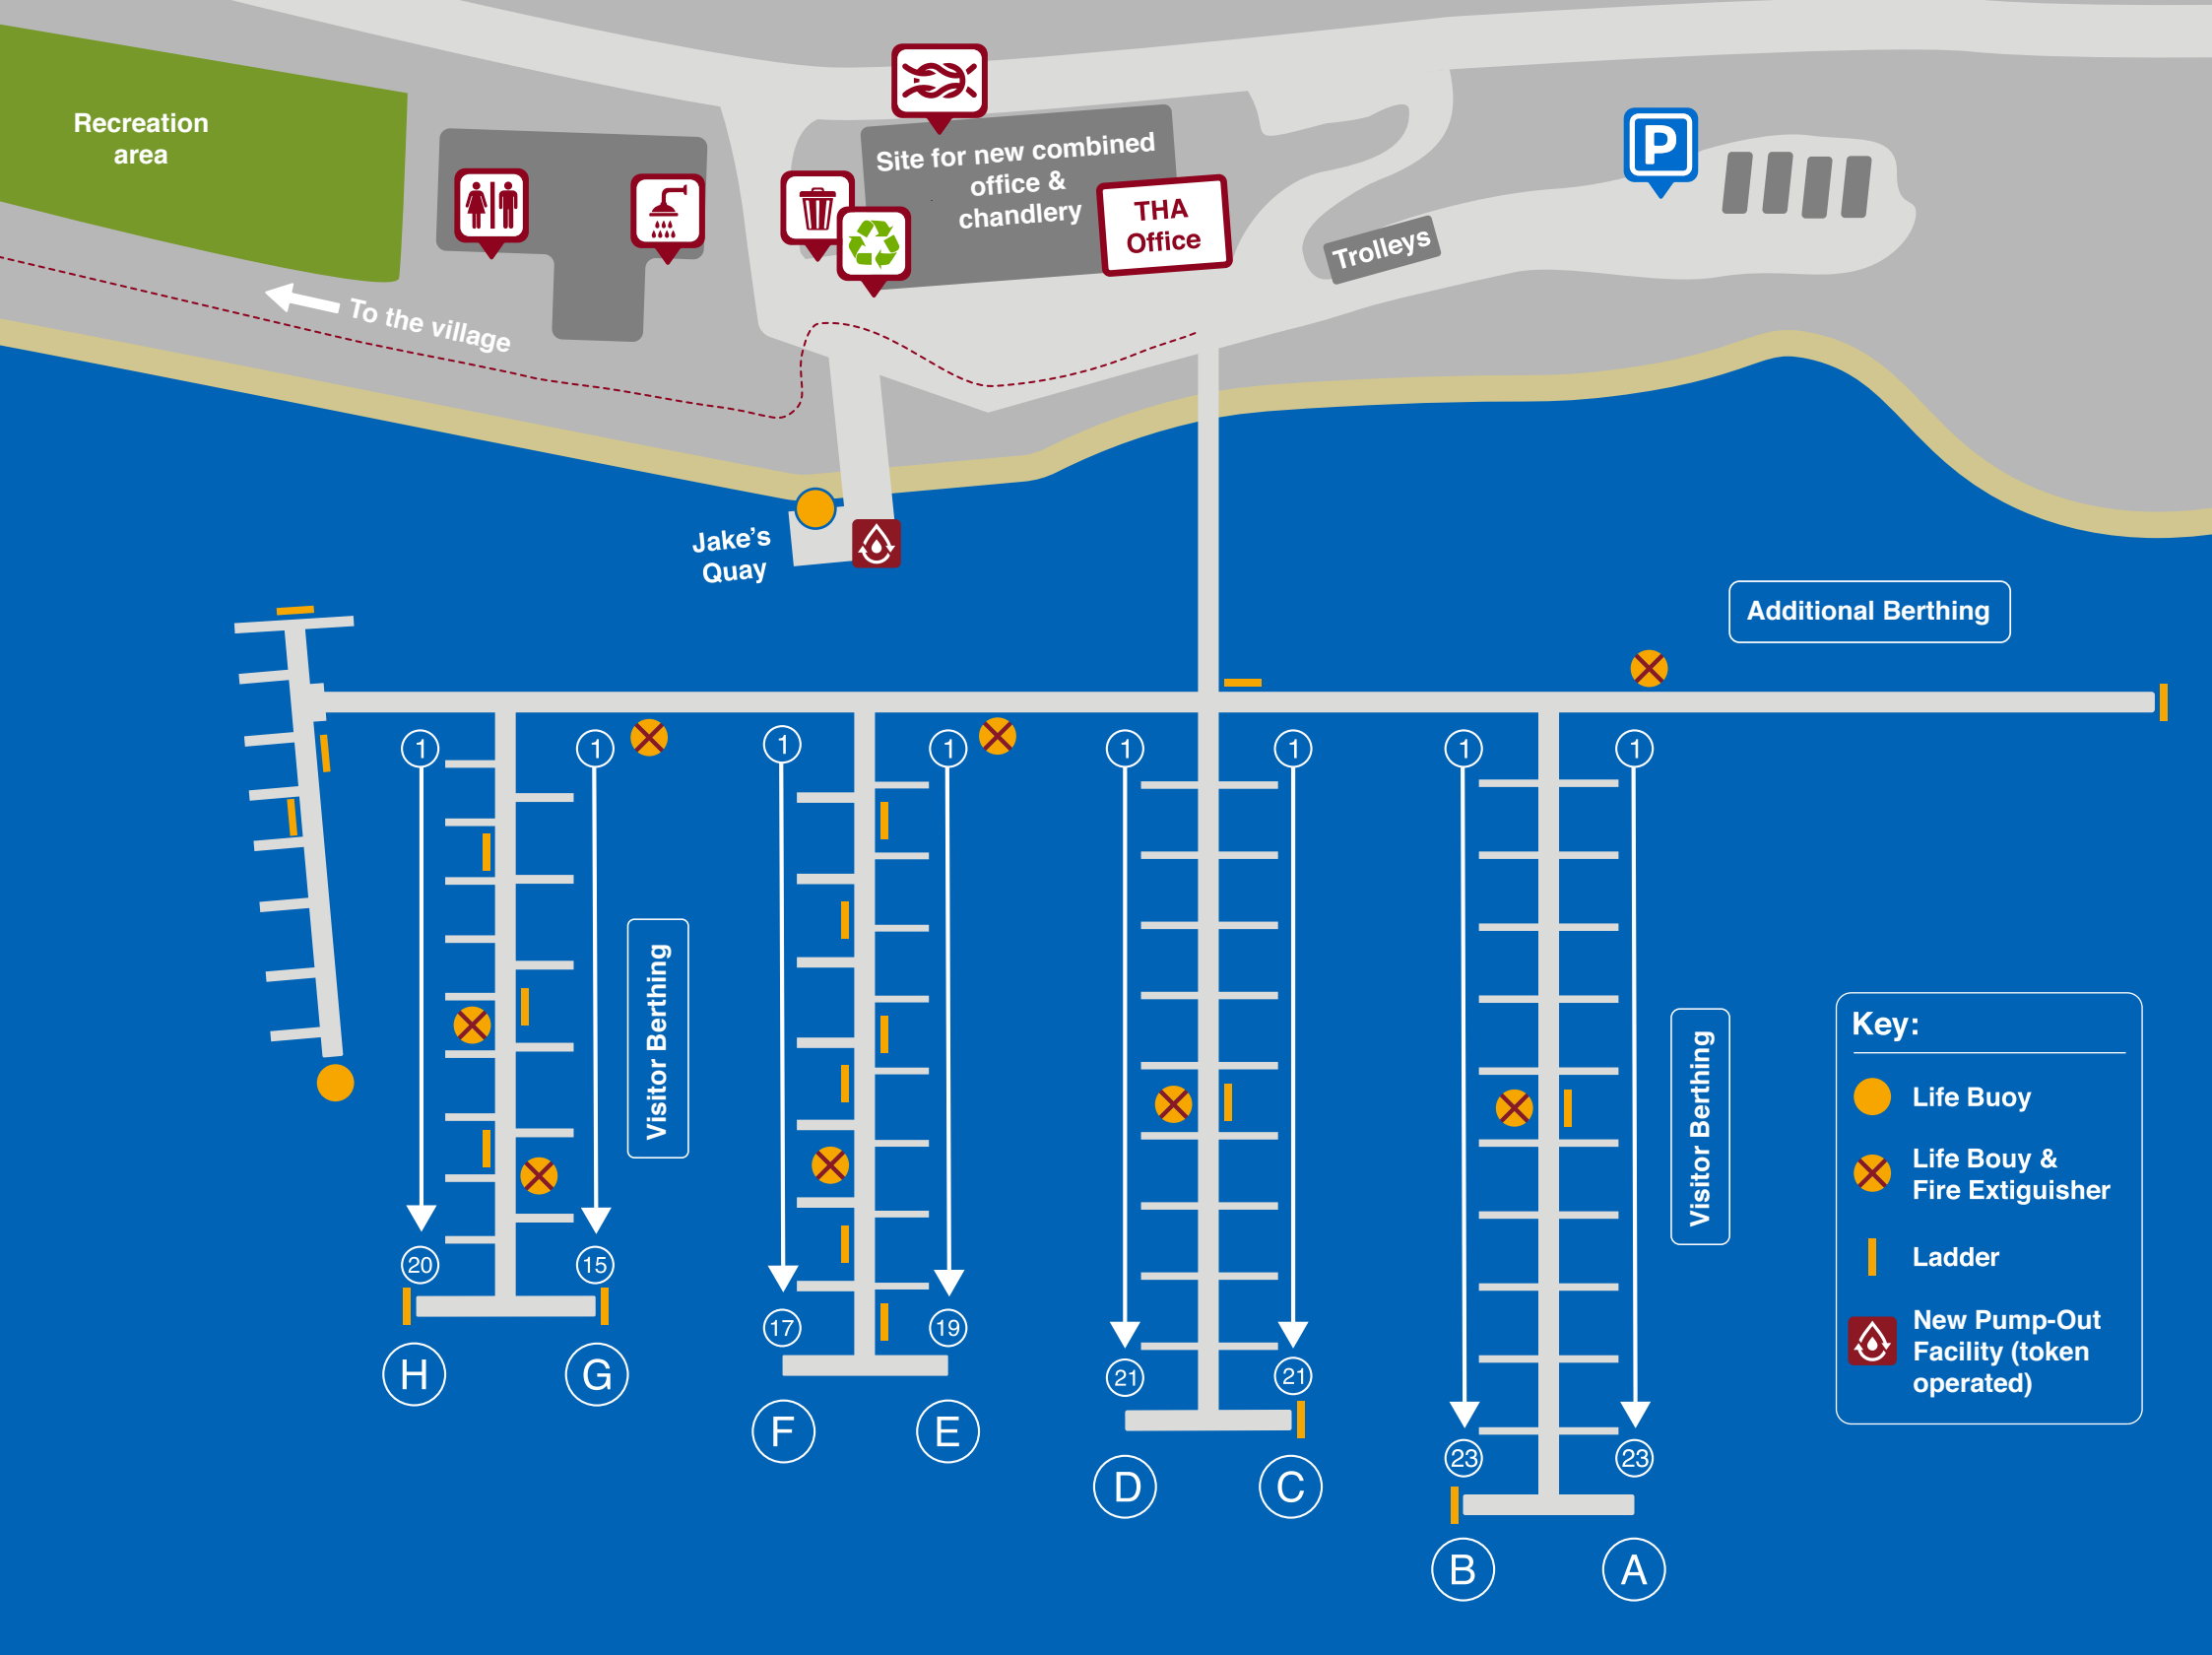 Recreation
area
Site for new combined
office &
chandlery
THA
Office
P
Trolleys
To the village
Jake’s
Quay
Additional Berthing
1
1
1
1
1
1
1
1
Visitor Berthing
Visitor Berthing
20
15
17
19
21
21
23
23
H
G
F
E
D
C
B
A
Key:
Life Buoy
Life Bouy &
Fire Extiguisher
Ladder
New Pump-Out
Facility (token
operated)